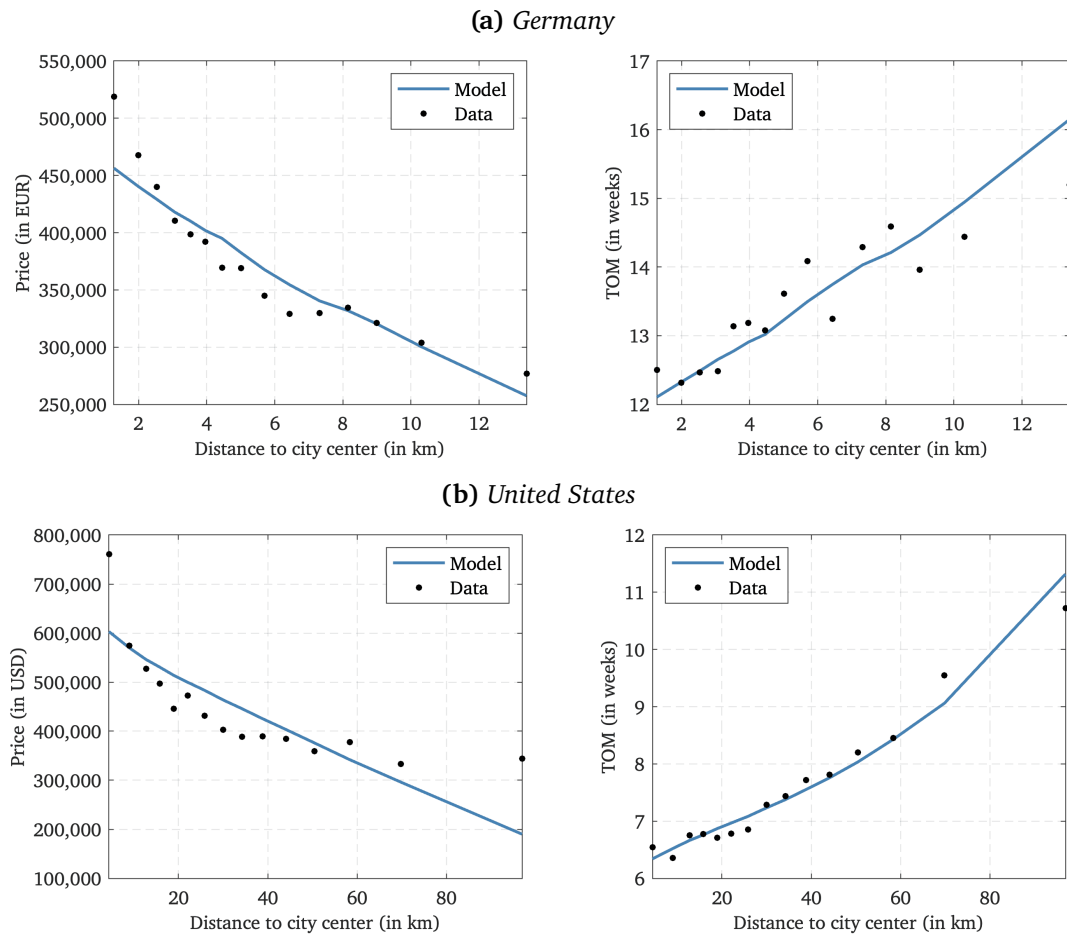 (a) Germany
550,000
500,000
450,000
400,000
350,000
300,000
250,000
Price (in EUR)
Model
Data
2 4 6 8 10 12
Distance to city center (in km)
17
16
15
14
13
12
TOM (in weeks)
Model
Data
2 4 6 8 10 12
Distance to city center (in km)
(b) United States
800,000
700,000
600,000
500,000
400,000
300,000
200,000
100,000
Price (in USD)
Model
Data
20 40 60 80
Distance to city center (in km)
12
11
10
9
8
7
6
TOM (in weeks)
Model
Data
20 40 60 80
Distance to city center (in km)